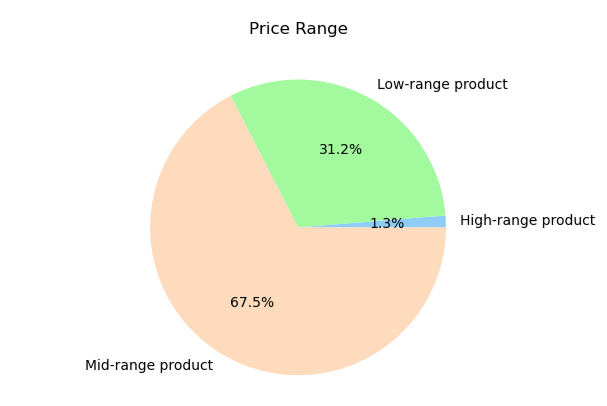 Price Range
Low-range product
31.2%
High-range product
1.3%
67.5%
Mid-range product